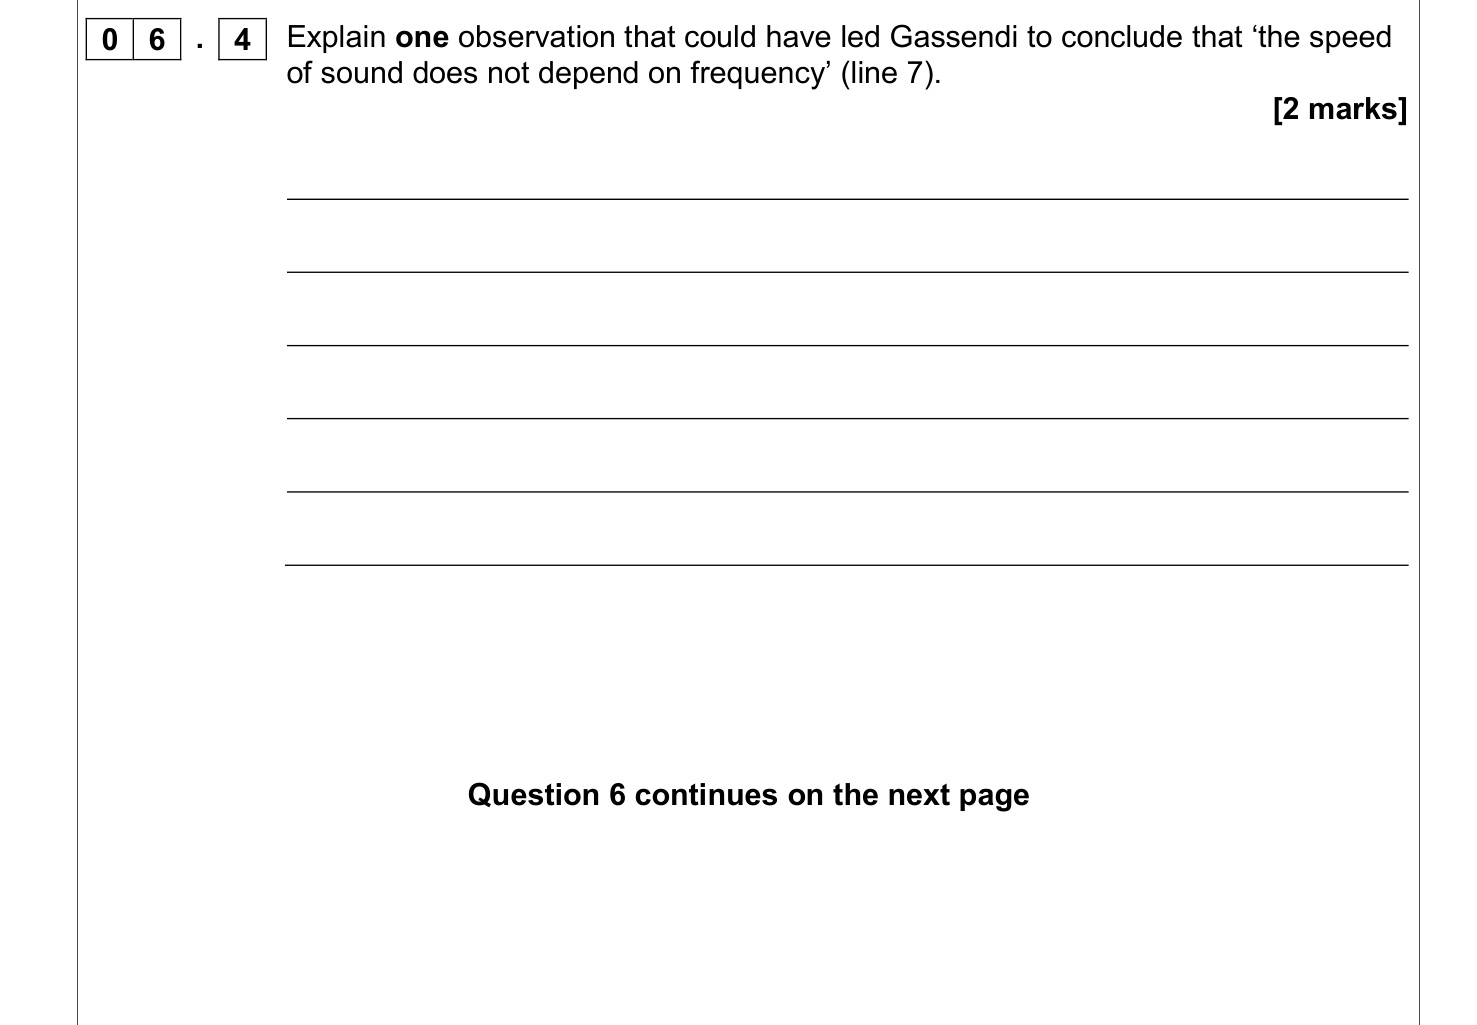 0 6 . 4 Explain one observation that could have led Gassendi to conclude that ‘the speed
of sound does not depend on frequency’ (line 7).
[2 marks]
Question 6 continues on the next page